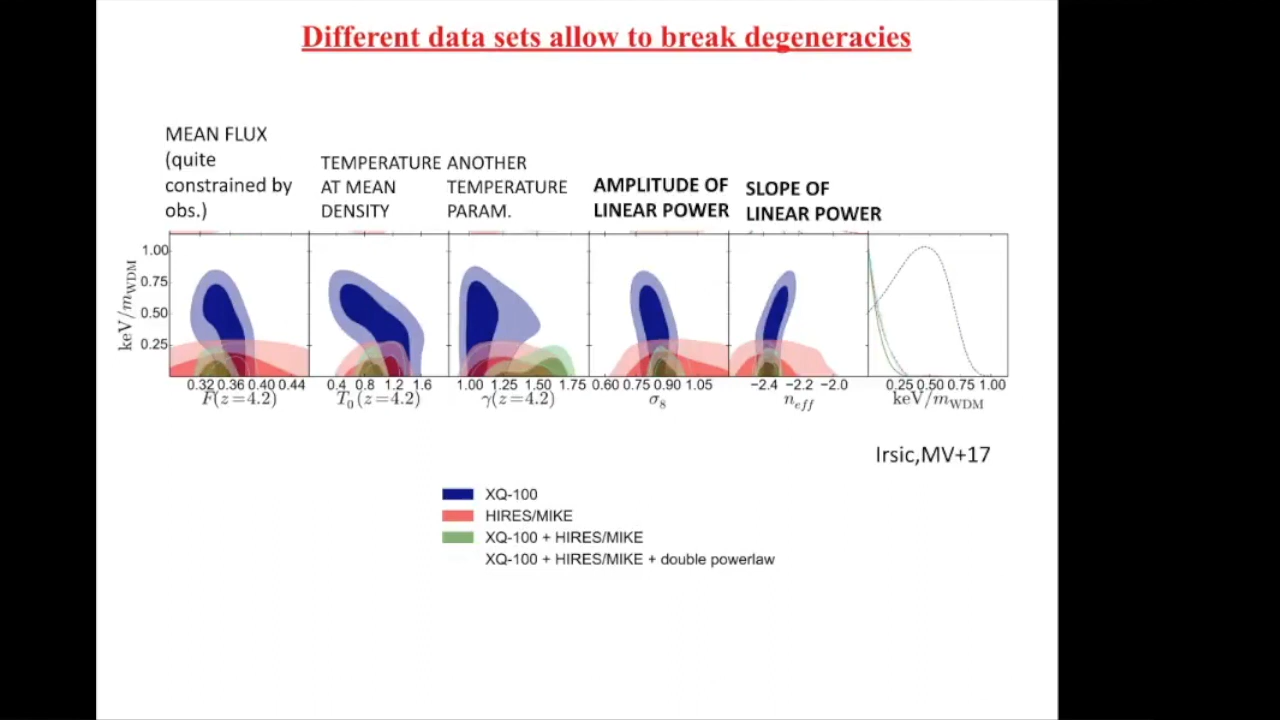 Different data sets allow to break degeneracies
MEAN FLUX
(quite
constrained by
obs.)
TEMPERATURE
AT MEAN
DENSITY
ANOTHER
TEMPERATURE
PARAM.
AMPLITUDE OF
LINEAR POWER
SLOPE OF
LINEAR POWER
keV/m_WDM
1.00
0.75
0.50
0.25
0.32 0.36 0.40 0.44
F(z=4.2)
0.4 0.8 1.2 1.6
T_0(z=4.2)
1.00 1.25 1.50 1.75
γ(z=4.2)
0.60 0.75 0.90 1.05
σ_8
−2.4 −2.2 −2.0
n_eff
0.25 0.50 0.75 1.00
keV/m_WDM
Irsic,MV+17
XQ-100
HIRES/MIKE
XQ-100 + HIRES/MIKE
XQ-100 + HIRES/MIKE + double powerlaw